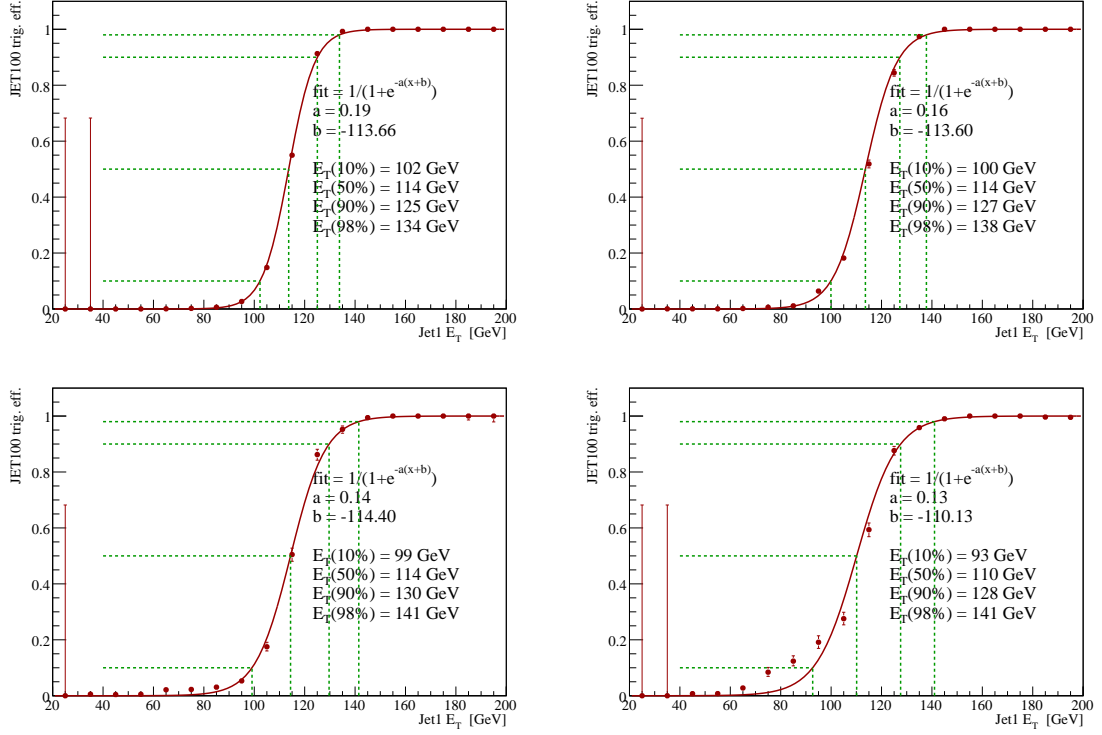 JET100 trig. eff.
1
0.8
0.6
0.4
0.2
0
fit = 1/(1+e^-a(x+b))
a = 0.19
b = -113.66
E_T(10%) = 102 GeV
E_T(50%) = 114 GeV
E_T(90%) = 125 GeV
E_T(98%) = 134 GeV
20 40 60 80 100 120 140 160 180 200
Jet1 E_T [GeV]
JET100 trig. eff.
1
0.8
0.6
0.4
0.2
0
fit = 1/(1+e^-a(x+b))
a = 0.16
b = -113.60
E_T(10%) = 100 GeV
E_T(50%) = 114 GeV
E_T(90%) = 127 GeV
E_T(98%) = 138 GeV
20 40 60 80 100 120 140 160 180 200
Jet1 E_T [GeV]
JET100 trig. eff.
1
0.8
0.6
0.4
0.2
0
fit = 1/(1+e^-a(x+b))
a = 0.14
b = -114.40
E_T(10%) = 99 GeV
E_T(50%) = 114 GeV
E_T(90%) = 130 GeV
E_T(98%) = 141 GeV
20 40 60 80 100 120 140 160 180 200
Jet1 E_T [GeV]
JET100 trig. eff.
1
0.8
0.6
0.4
0.2
0
fit = 1/(1+e^-a(x+b))
a = 0.13
b = -110.13
E_T(10%) = 93 GeV
E_T(50%) = 110 GeV
E_T(90%) = 128 GeV
E_T(98%) = 141 GeV
20 40 60 80 100 120 140 160 180 200
Jet1 E_T [GeV]